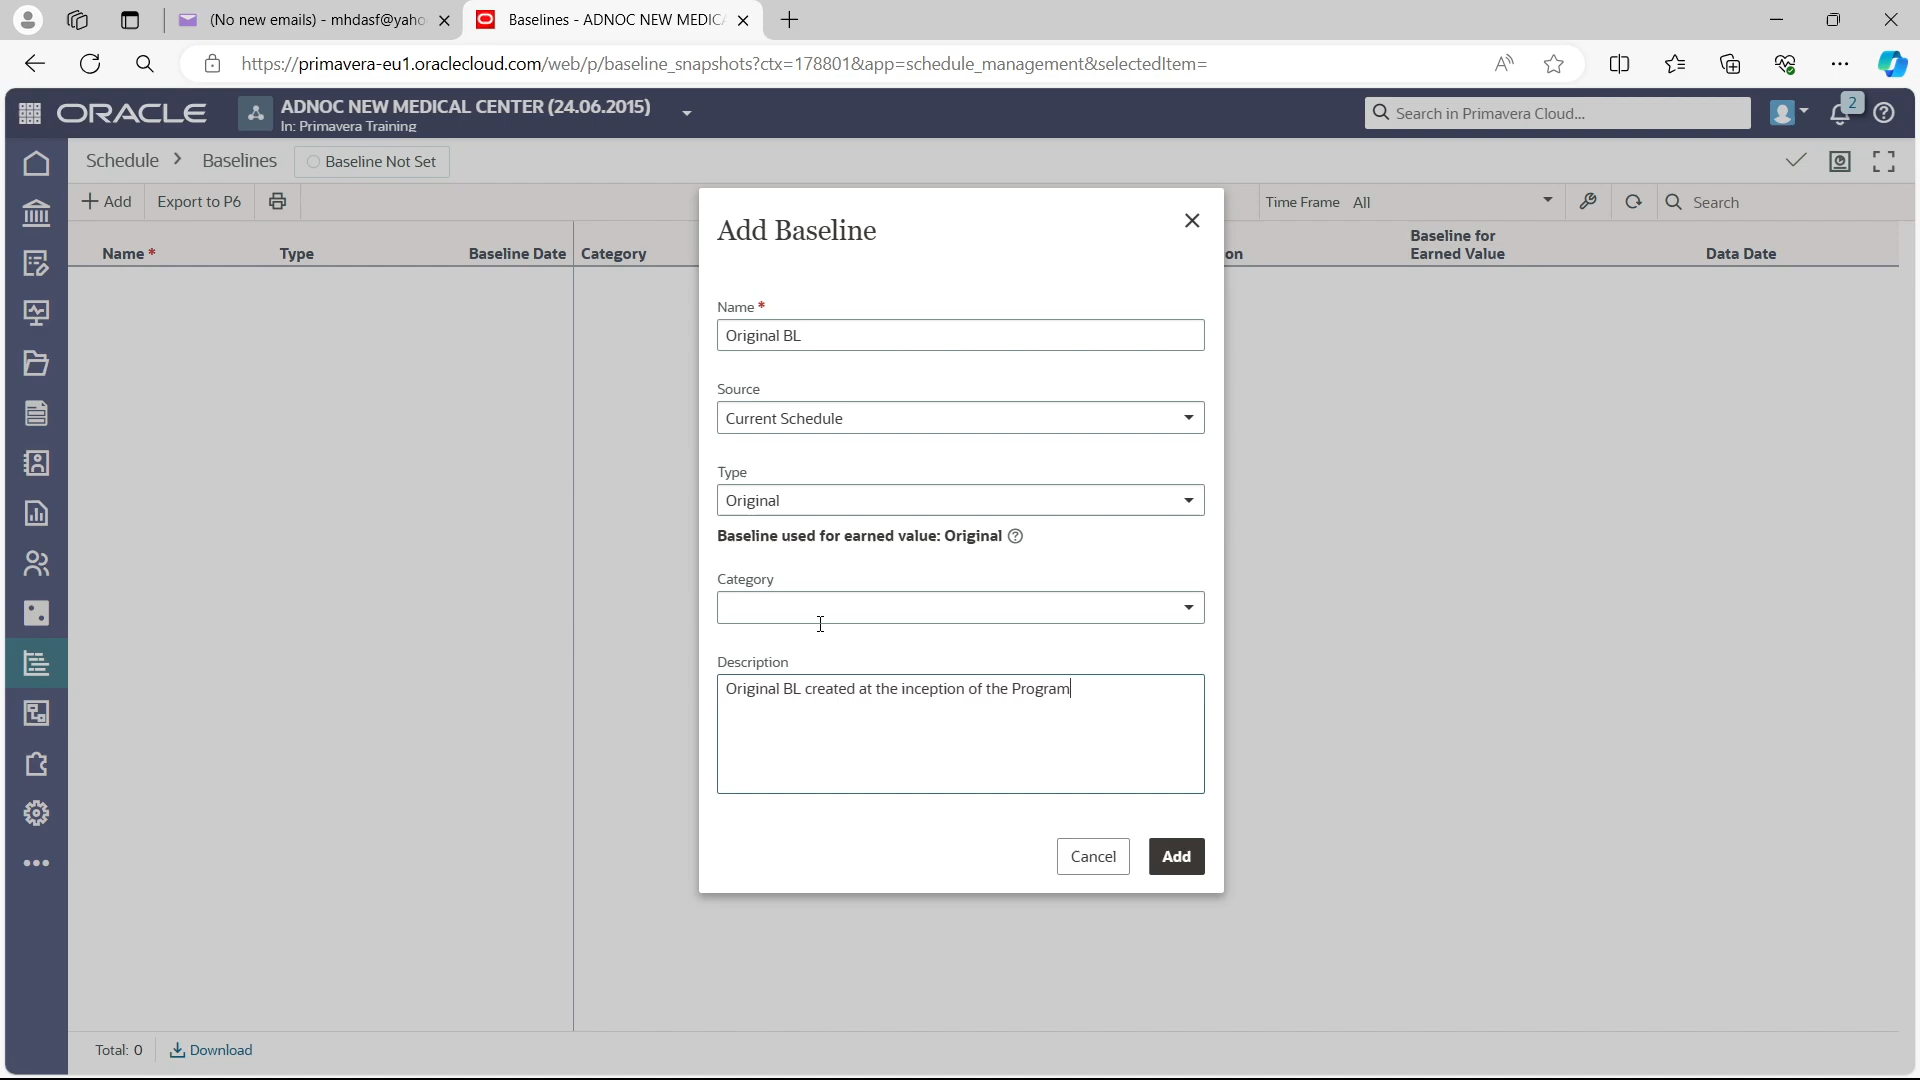 (No new emails) - mhdasf@yaho
Baselines - ADNOC NEW MEDICA
https://primavera-eu1.oraclecloud.com/web/p/baseline_snapshots?ctx=178801&app=schedule_management&selectedItem=
ORACLE
ADNOC NEW MEDICAL CENTER (24.06.2015)
In: Primavera Training
Search in Primavera Cloud...
2
Schedule > Baselines
Baseline Not Set
+ Add
Export to P6
Time Frame All
Search
Name *
Type
Baseline Date
Category
on
Baseline for
Earned Value
Data Date
Add Baseline
Name *
Original BL
Source
Current Schedule
Type
Original
Baseline used for earned value: Original
Category
Description
Original BL created at the inception of the Program
Cancel
Add
Total: 0
Download